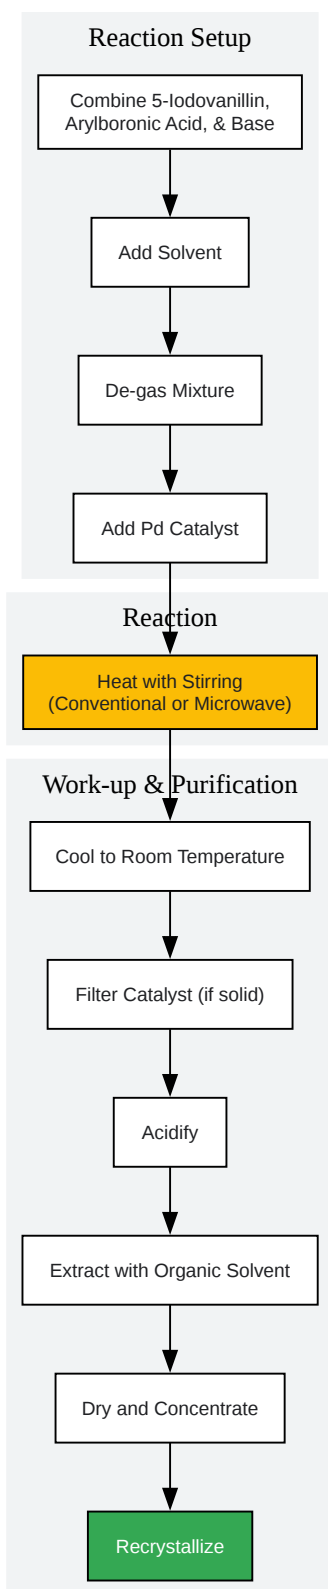 Reaction Setup
Combine 5-Iodovanillin,
Arylboronic Acid, & Base
Add Solvent
De-gas Mixture
Add Pd Catalyst
Reaction
Heat with Stirring
(Conventional or Microwave)
Work-up & Purification
Cool to Room Temperature
Filter Catalyst (if solid)
Acidify
Extract with Organic Solvent
Dry and Concentrate
Recrystallize